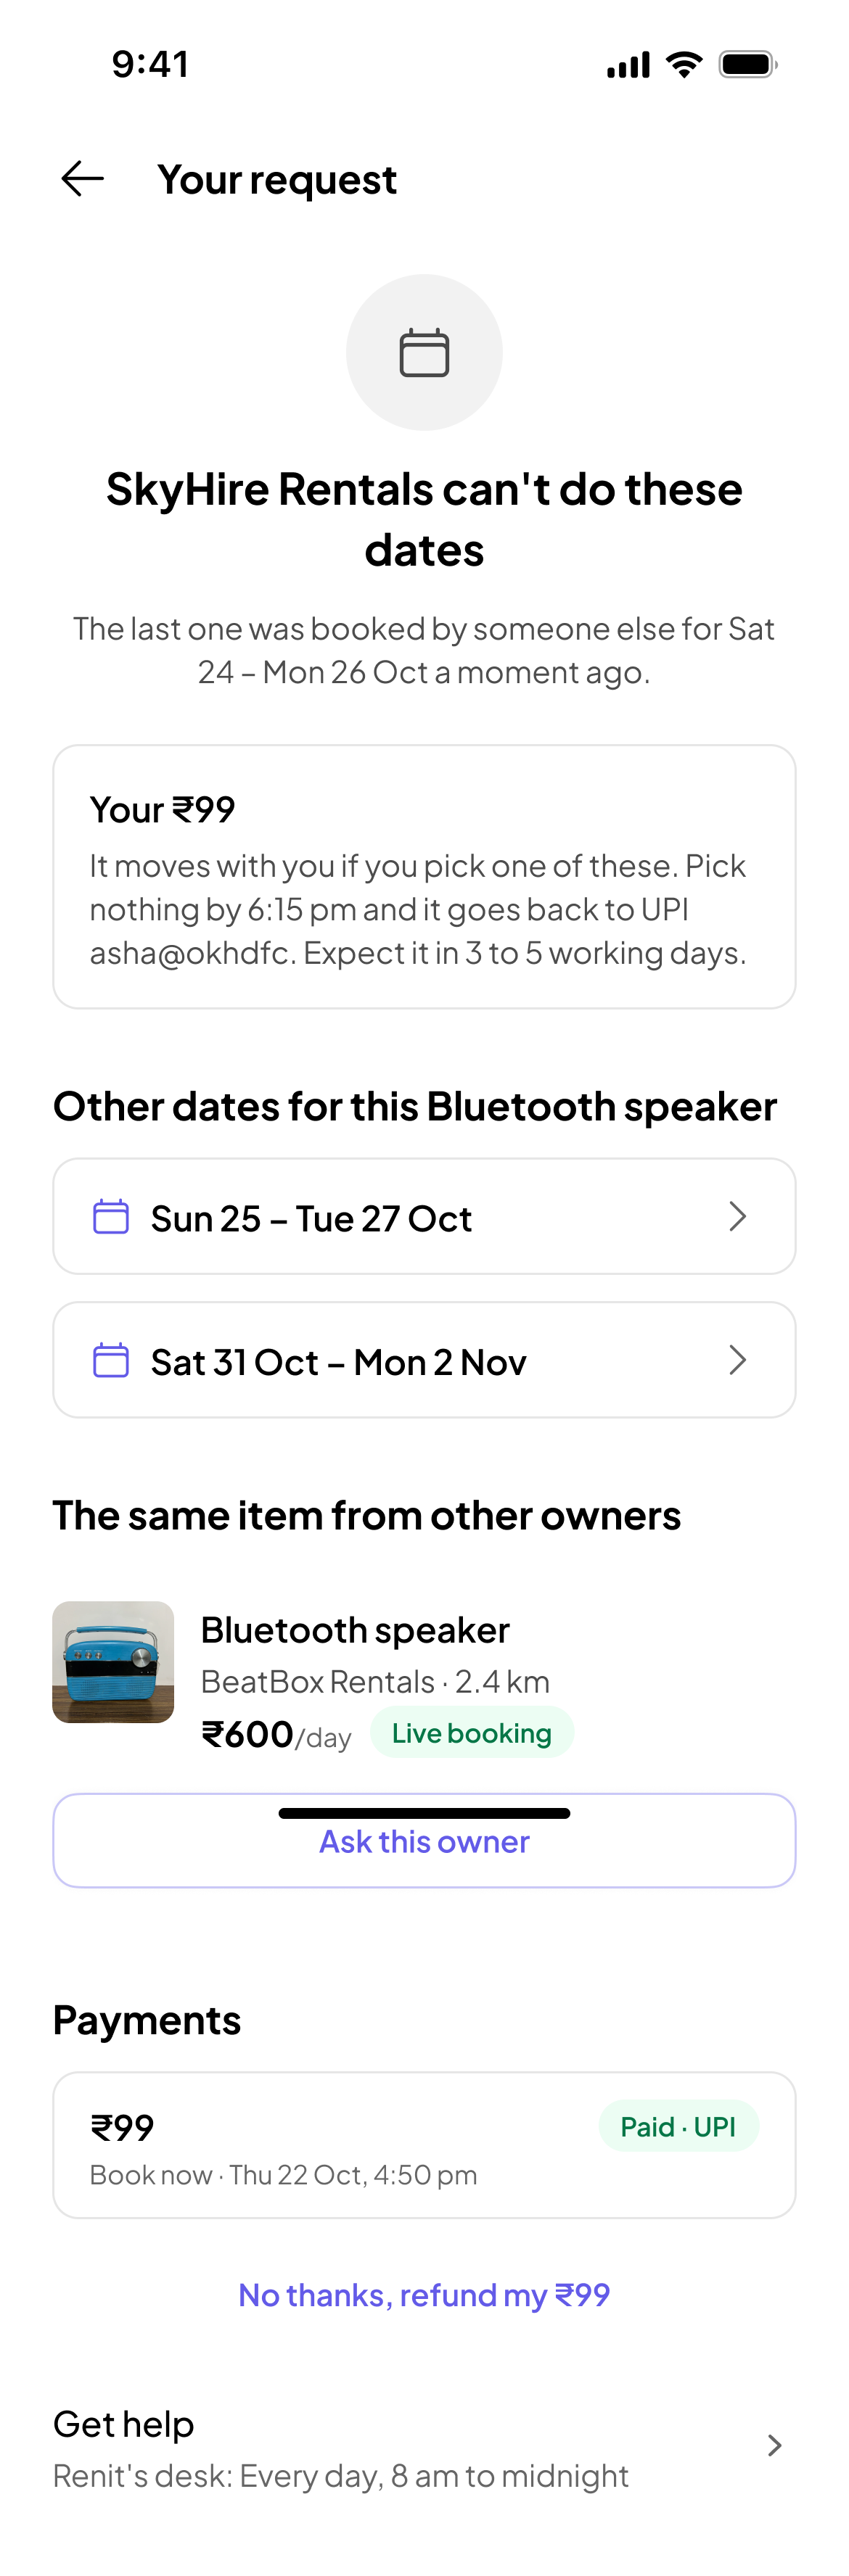 9:41
Your request
SkyHire Rentals can't do these
dates
The last one was booked by someone else for Sat
24 – Mon 26 Oct a moment ago.
Your ₹99
It moves with you if you pick one of these. Pick
nothing by 6:15 pm and it goes back to UPI
asha@okhdfc. Expect it in 3 to 5 working days.
Other dates for this Bluetooth speaker
Sun 25 – Tue 27 Oct
Sat 31 Oct – Mon 2 Nov
The same item from other owners
Bluetooth speaker
BeatBox Rentals · 2.4 km
₹600/day Live booking
Ask this owner
Payments
₹99 Paid · UPI
Book now · Thu 22 Oct, 4:50 pm
No thanks, refund my ₹99
Get help
Renit's desk: Every day, 8 am to midnight